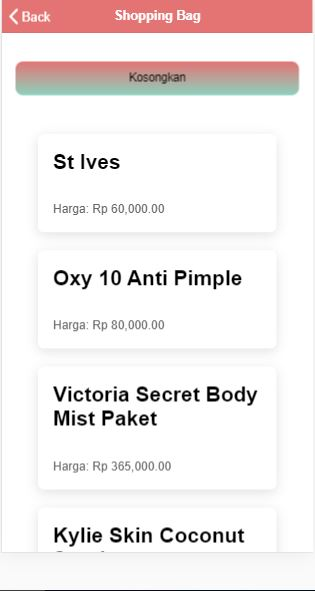 Back
Shopping Bag
Kosongkan
St Ives
Harga: Rp 60,000.00
Oxy 10 Anti Pimple
Harga: Rp 80,000.00
Victoria Secret Body
Mist Paket
Harga: Rp 365,000.00
Kylie Skin Coconut